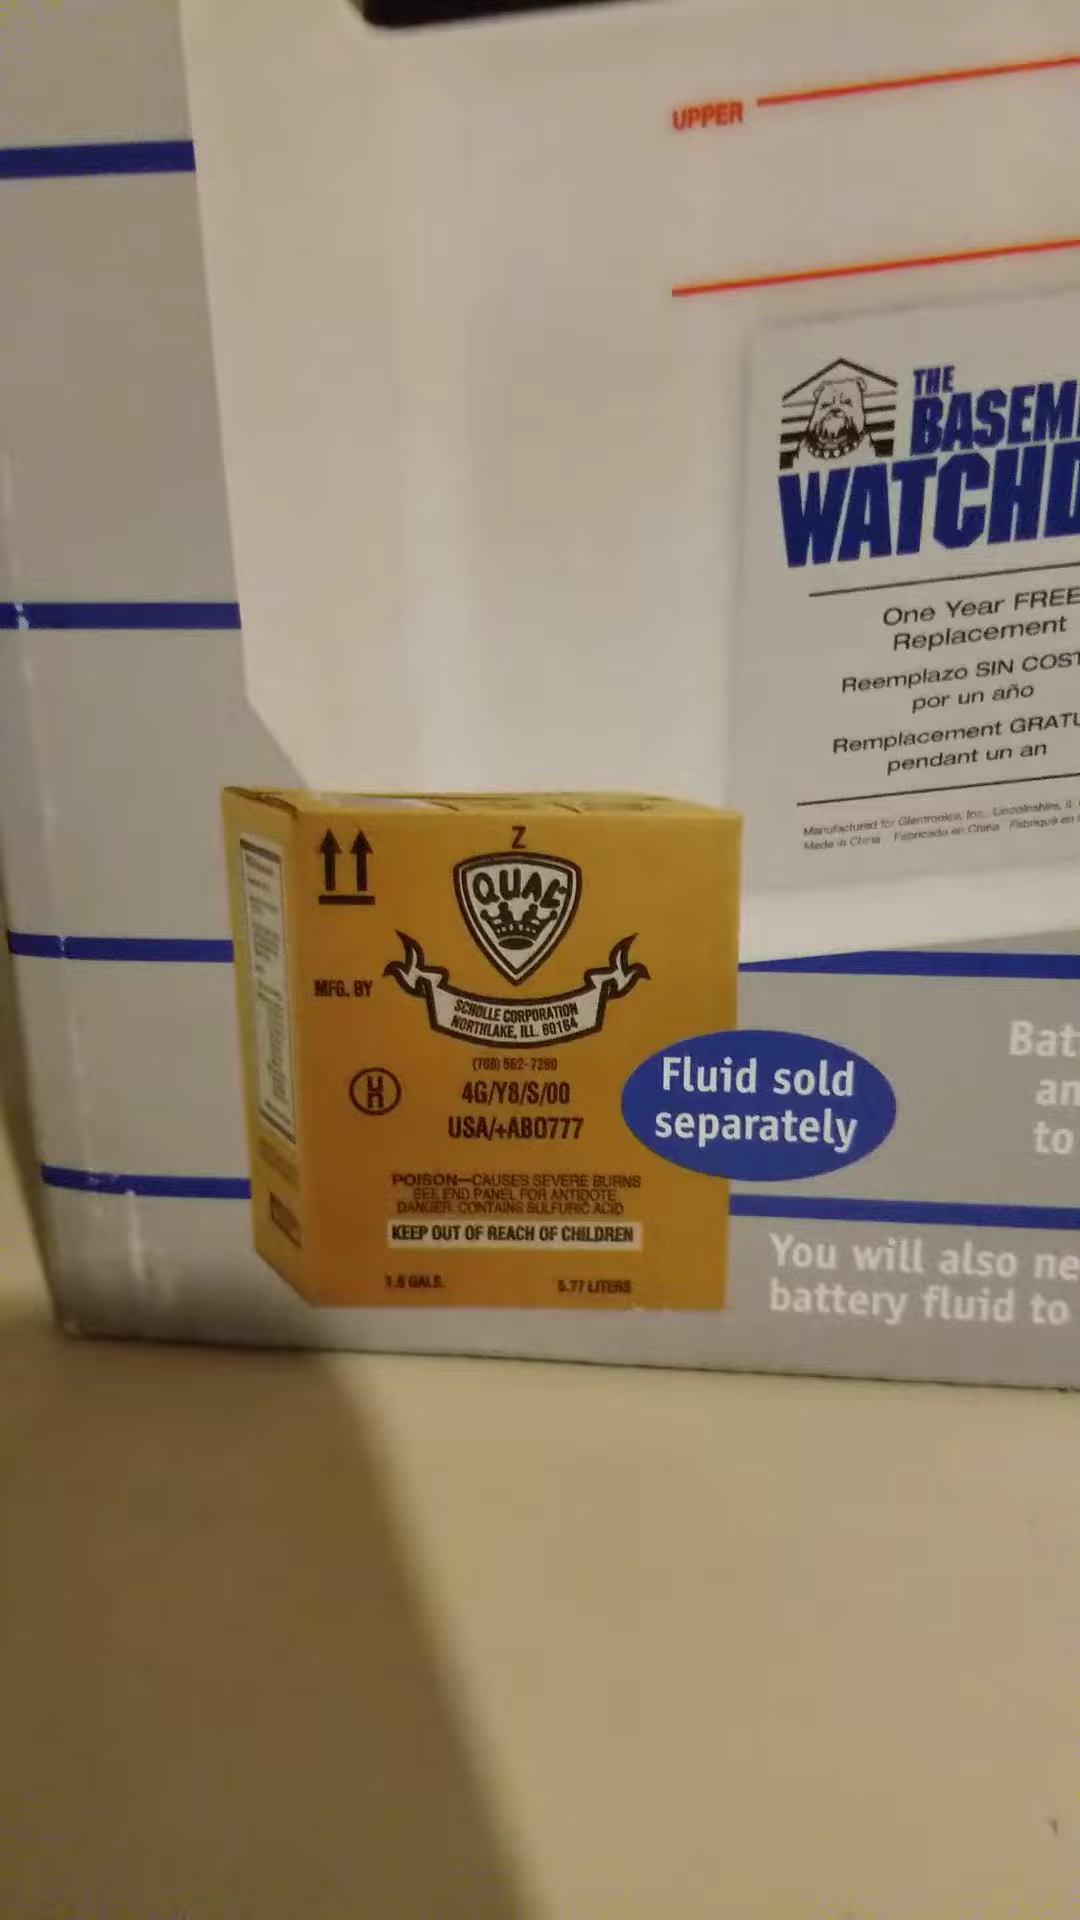 UPPER
THE
BASEM
WATCHD
One Year FREE
Replacement
Reemplazo SIN COST
por un año
Remplacement GRATU
pendant un an
Manufactured for Glentronics, Inc., Lincolnshire, IL
Made in China Fabricado en China Fabriqué en
Z
QUAL
MFG. BY
SCHOLLE CORPORATION
NORTHLAKE, ILL. 60164
(708) 562-7290
H
4G/Y8/S/00
USA/+AB0777
POISON—CAUSES SEVERE BURNS
SEE END PANEL FOR ANTIDOTE
DANGER: CONTAINS SULFURIC ACID
KEEP OUT OF REACH OF CHILDREN
1.5 GALS. 5.77 LITERS
Fluid sold
separately
Bat
an
to
You will also ne
battery fluid to